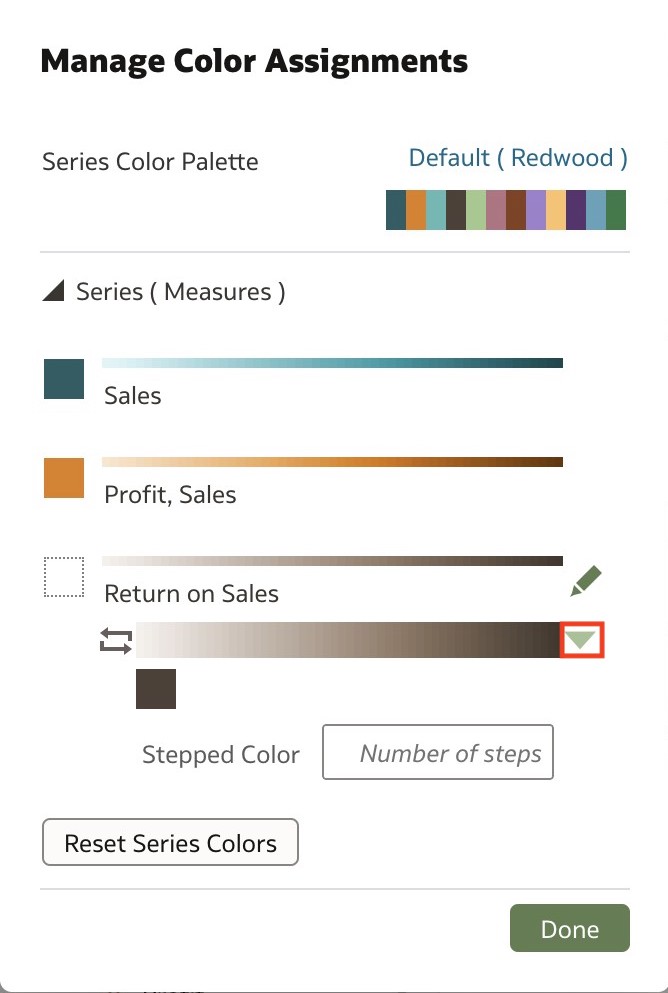 Manage Color Assignments
Series Color Palette
Default ( Redwood )
Series ( Measures )
Sales
Profit, Sales
Return on Sales
Stepped Color
Number of steps
Reset Series Colors
Done